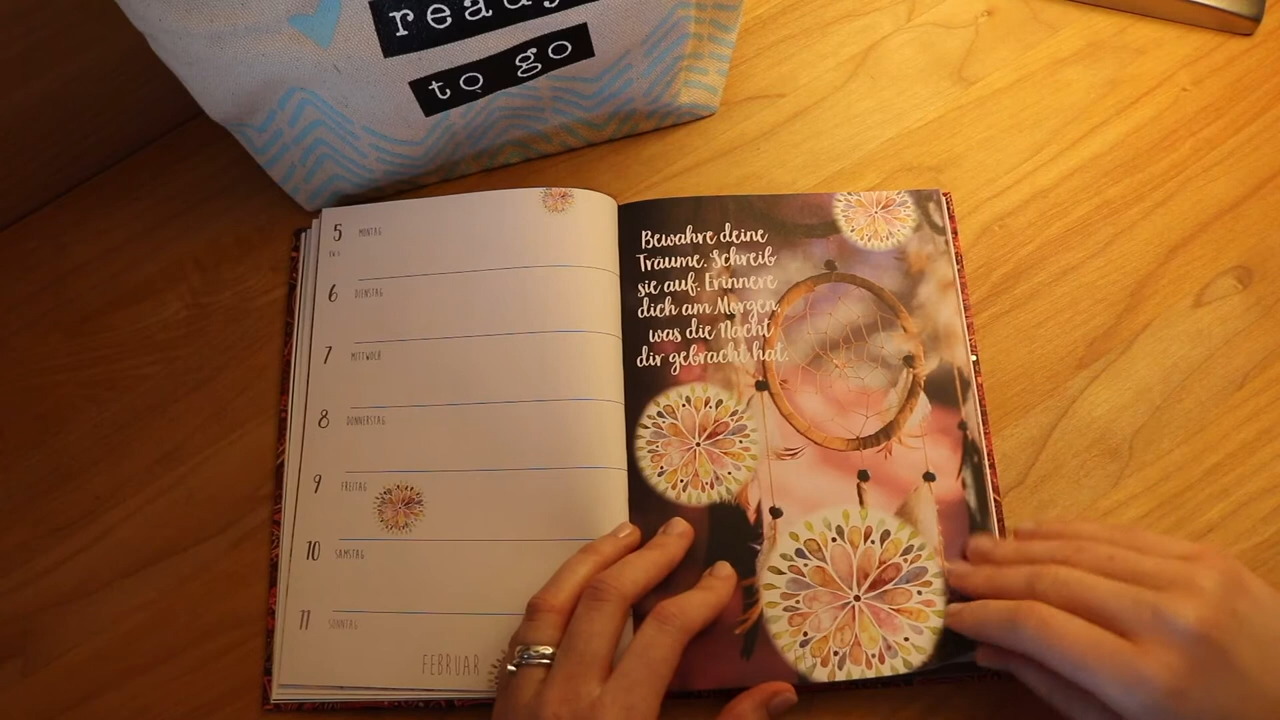 ready
to go
5 MONTAG
6 DIENSTAG
7 MITTWOCH
8 DONNERSTAG
9 FREITAG
10 SAMSTAG
11 SONNTAG
FEBRUAR
Bewahre deine
Träume. Schreib
sie auf. Erinnere
dich am Morgen,
was die Nacht
dir gebracht hat.